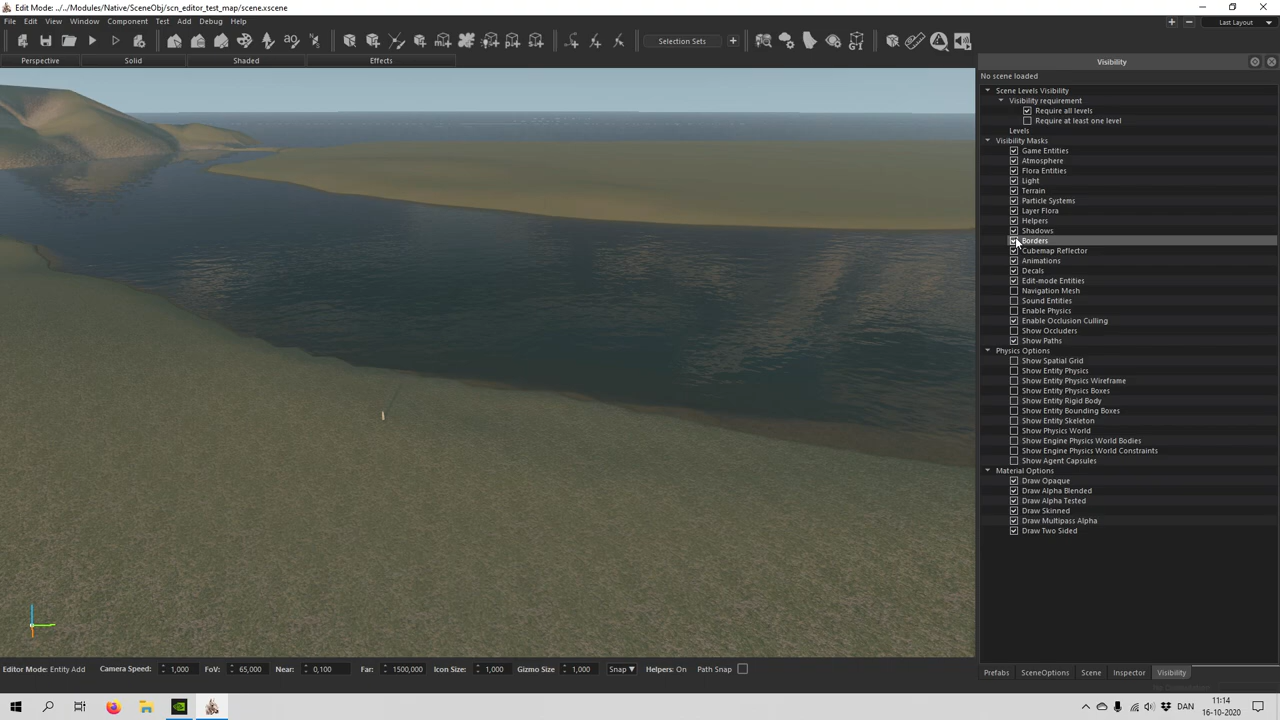 Edit Mode: ../../Modules/Native/SceneObj/scn_editor_test_map/scene.xscene
File Edit View Window Component Test Add Debug Help
Last Layout
Selection Sets
Perspective Solid Shaded Effects
Visibility
No scene loaded
Scene Levels Visibility
Visibility requirement
Require all levels
Require at least one level
Levels
Visibility Masks
Game Entities
Atmosphere
Flora Entities
Light
Terrain
Particle Systems
Layer Flora
Helpers
Shadows
Borders
Cubemap Reflector
Animations
Decals
Edit-mode Entities
Navigation Mesh
Sound Entities
Enable Physics
Enable Occlusion Culling
Show Occluders
Show Paths
Physics Options
Show Spatial Grid
Show Entity Physics
Show Entity Physics Wireframe
Show Entity Physics Boxes
Show Entity Rigid Body
Show Entity Bounding Boxes
Show Entity Skeleton
Show Physics World
Show Engine Physics World Bodies
Show Engine Physics World Constraints
Show Agent Capsules
Material Options
Draw Opaque
Draw Alpha Blended
Draw Alpha Tested
Draw Skinned
Draw Multipass Alpha
Draw Two Sided
Editor Mode: Entity Add Camera Speed: 1,000 FoV: 65,000 Near: 0,100 Far: 1500,000 Icon Size: 1,000 Gizmo Size 1,000 Snap Helpers: On Path Snap
Prefabs SceneOptions Scene Inspector Visibility
DAN
11:14
16-10-2020